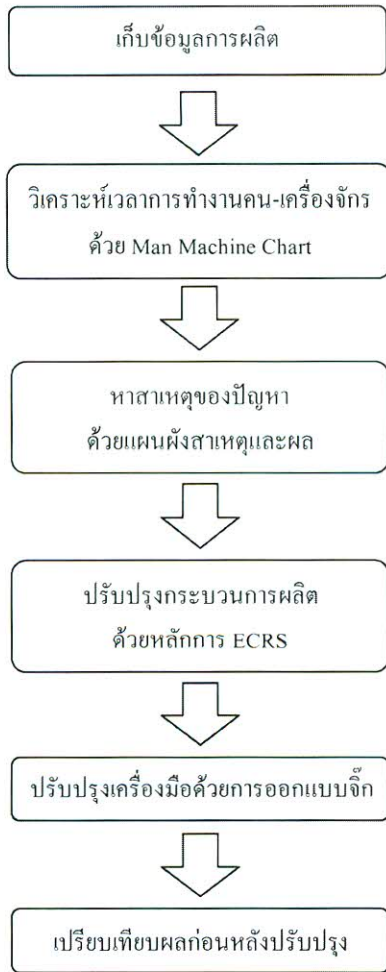 เก็บข้อมูลการผลิต
วิเคราะห์เวลาการทำงานคน-เครื่องจักร
ด้วย Man Machine Chart
หาสาเหตุของปัญหา
ด้วยแผนผังสาเหตุและผล
ปรับปรุงกระบวนการผลิต
ด้วยหลักการ ECRS
ปรับปรุงเครื่องมือด้วยการออกแบบจิ๊ก
เปรียบเทียบผลก่อนหลังปรับปรุง